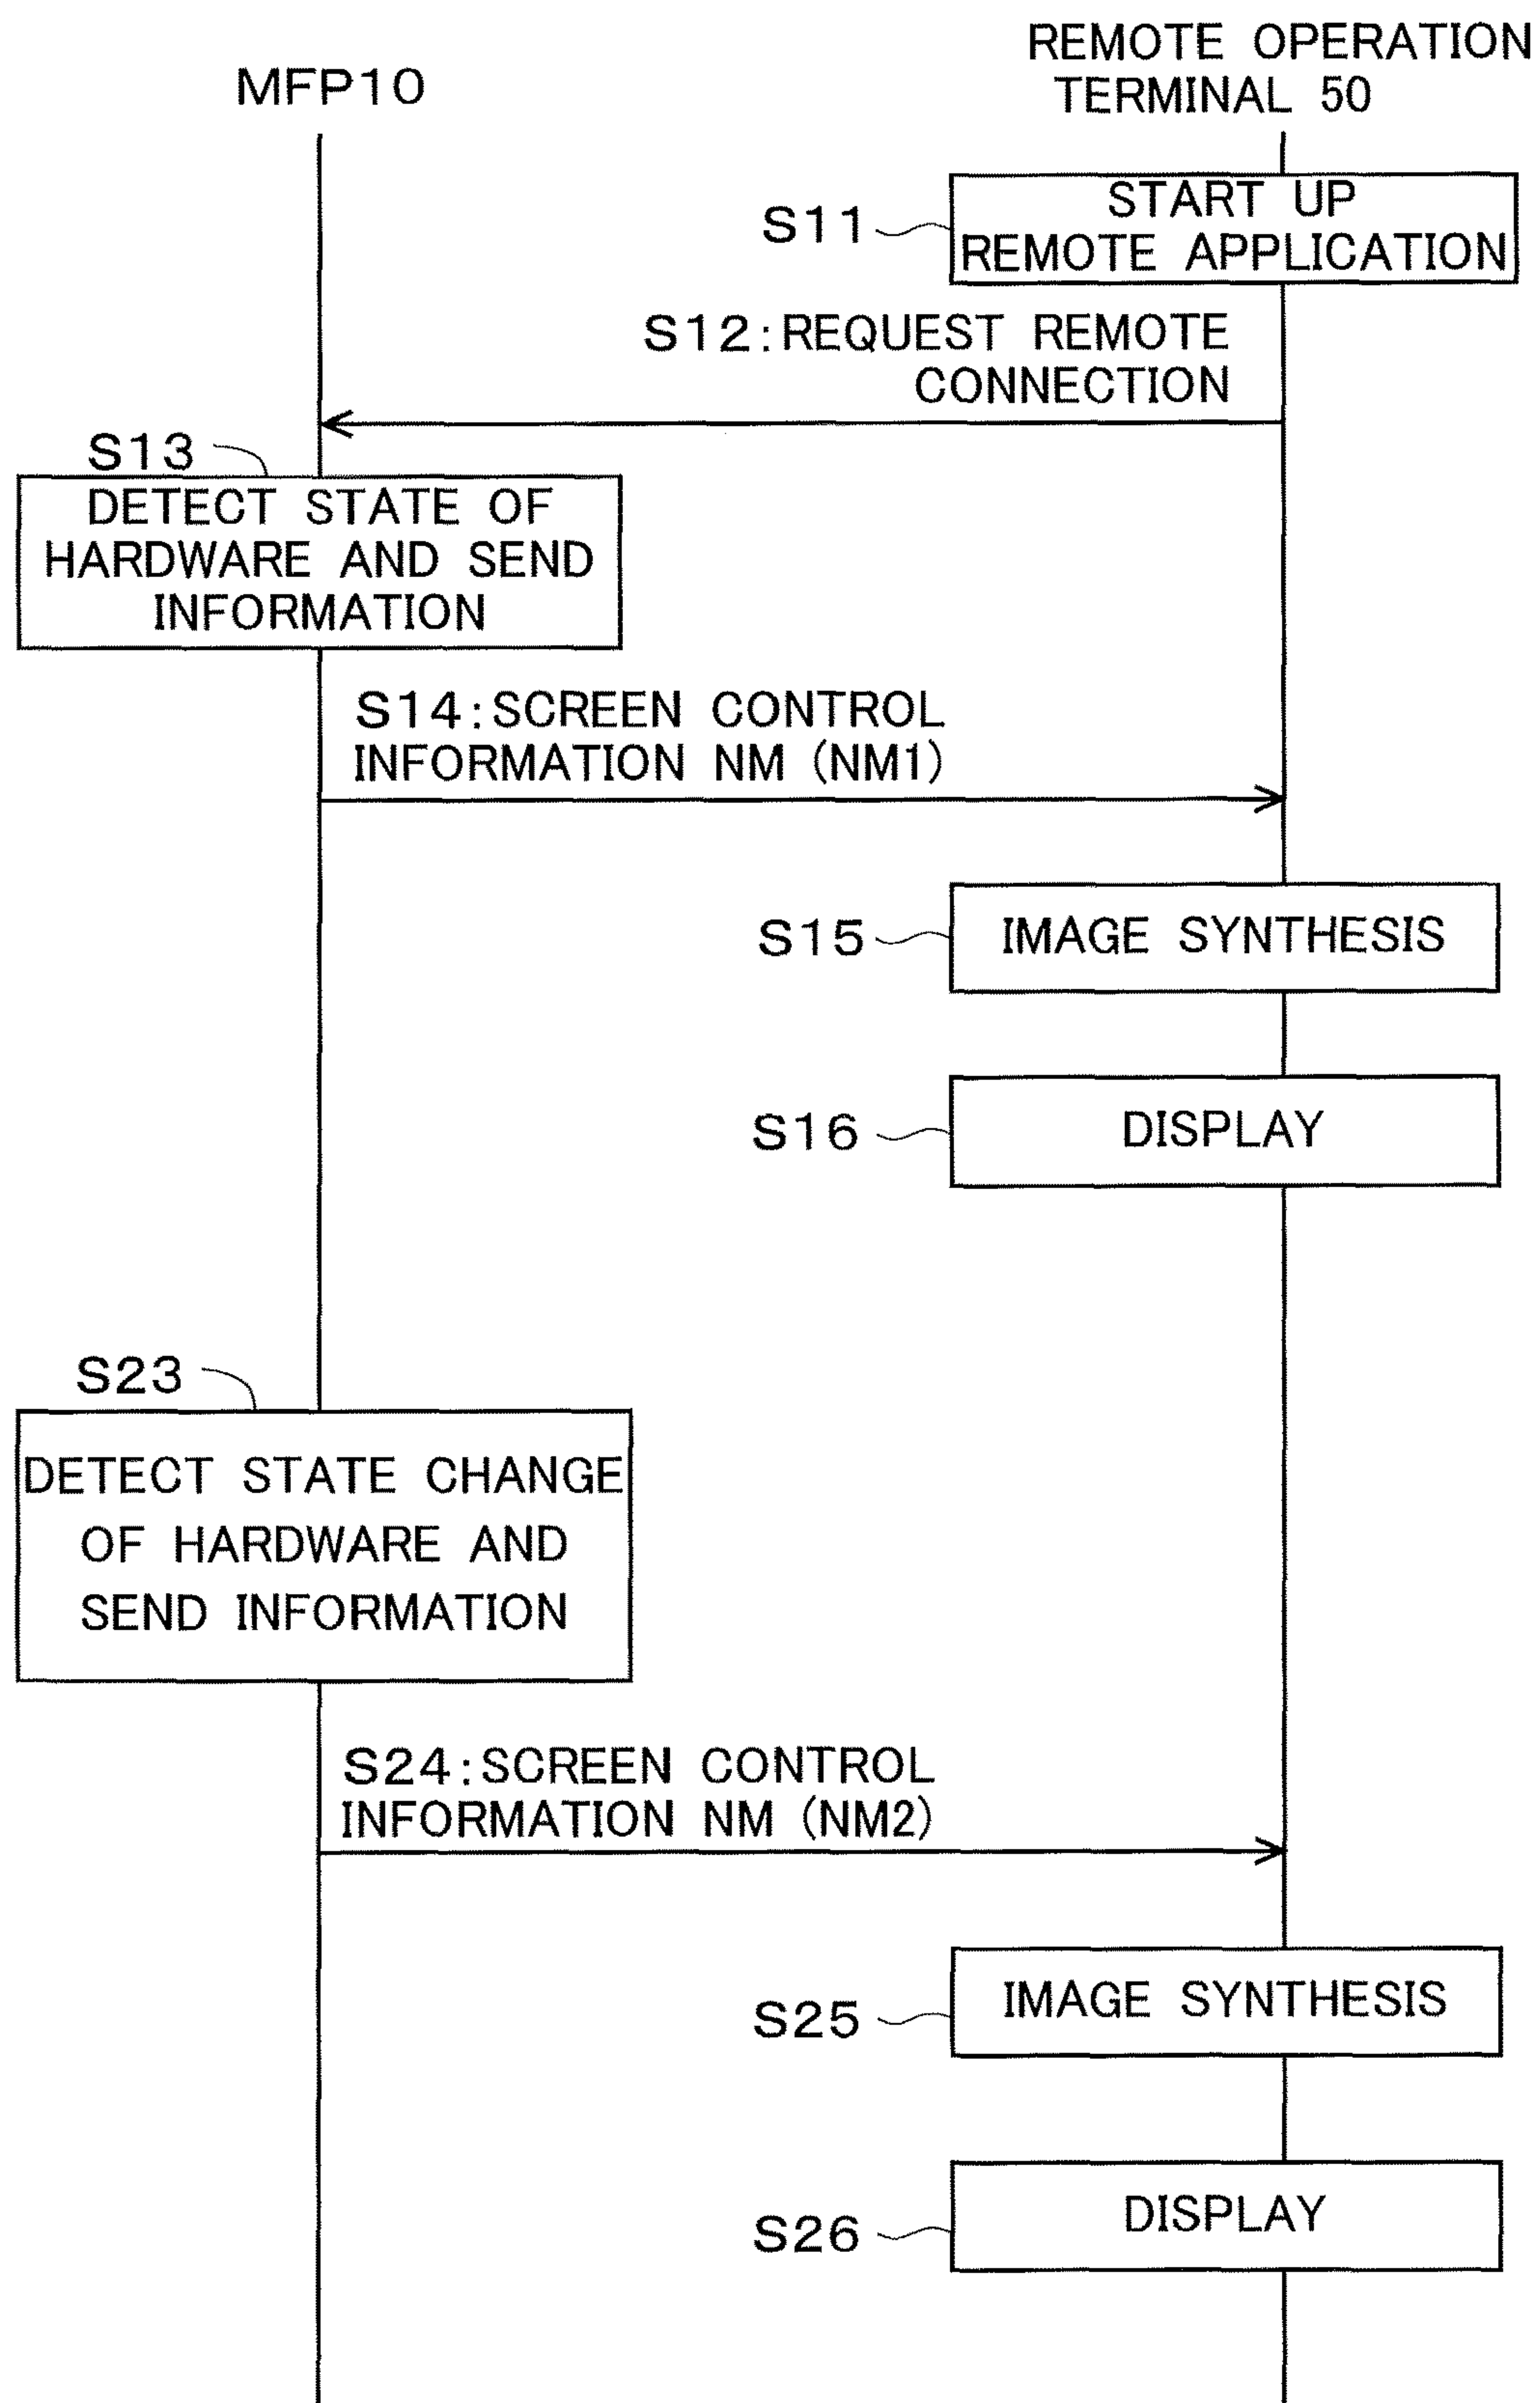 MFP10
REMOTE OPERATION
TERMINAL 50
S11
START UP
REMOTE APPLICATION
S12:REQUEST REMOTE
CONNECTION
S13
DETECT STATE OF
HARDWARE AND SEND
INFORMATION
S14:SCREEN CONTROL
INFORMATION NM (NM1)
S15
IMAGE SYNTHESIS
S16
DISPLAY
S23
DETECT STATE CHANGE
OF HARDWARE AND
SEND INFORMATION
S24:SCREEN CONTROL
INFORMATION NM (NM2)
S25
IMAGE SYNTHESIS
S26
DISPLAY